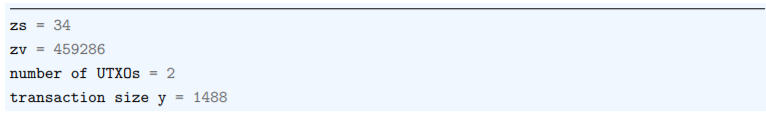 zs = 34
zv = 459286
number of UTXOs = 2
transaction size y = 1488